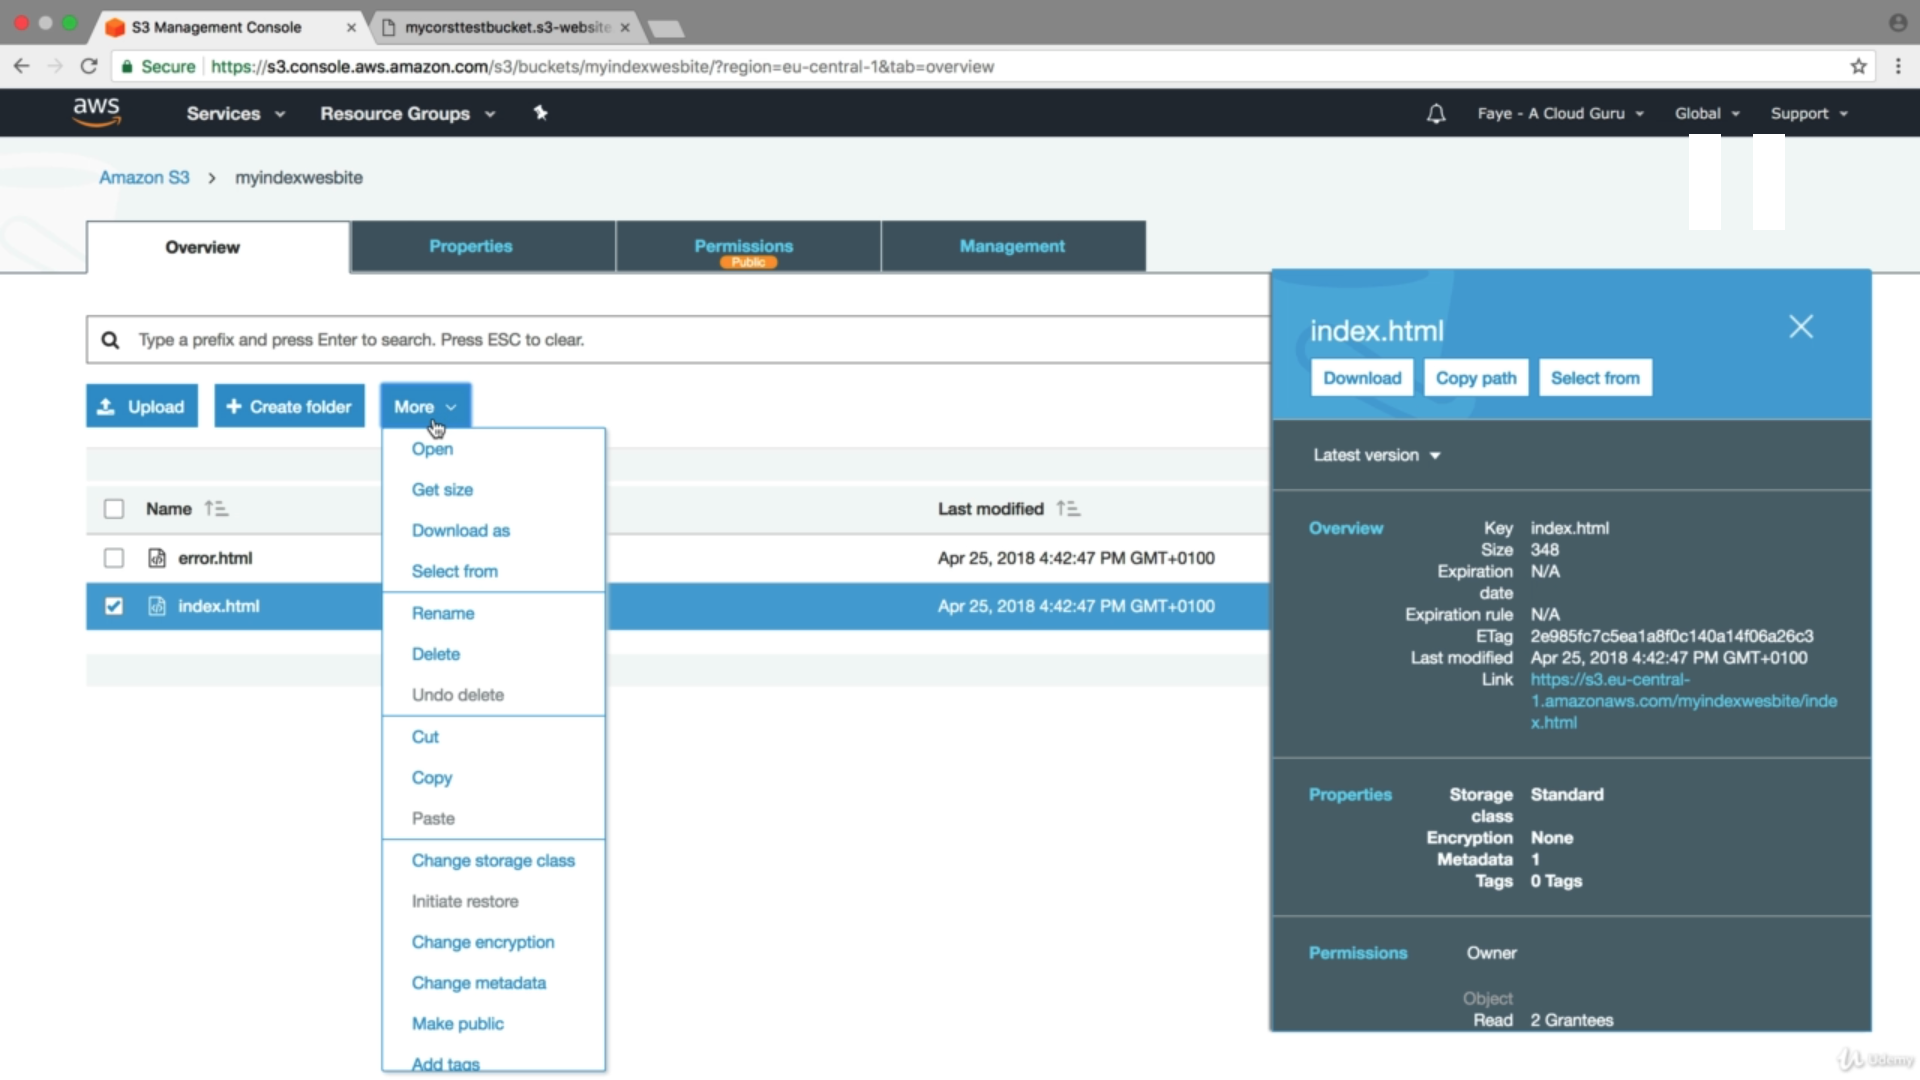 S3 Management Console
mycorsttestbucket.s3-website
Secure https://s3.console.aws.amazon.com/s3/buckets/myindexwesbite/?region=eu-central-1&tab=overview
aws Services Resource Groups Faye - A Cloud Guru Global Support
Amazon S3 > myindexwesbite
Overview Properties Permissions Management
Public
Type a prefix and press Enter to search. Press ESC to clear.
Upload + Create folder More
Open
Get size
Download as
Select from
Rename
Delete
Undo delete
Cut
Copy
Paste
Change storage class
Initiate restore
Change encryption
Change metadata
Make public
Add tags
Name Last modified
error.html Apr 25, 2018 4:42:47 PM GMT+0100
index.html Apr 25, 2018 4:42:47 PM GMT+0100
index.html
Download Copy path Select from
Latest version
Overview Key index.html
Size 348
Expiration N/A
date
Expiration rule N/A
ETag 2e985fc7c5ea1a8f0c140a14f06a26c3
Last modified Apr 25, 2018 4:42:47 PM GMT+0100
Link https://s3.eu-central-
1.amazonaws.com/myindexwesbite/inde
x.html
Properties Storage Standard
class
Encryption None
Metadata 1
Tags 0 Tags
Permissions Owner
Object
Read 2 Grantees
Udemy